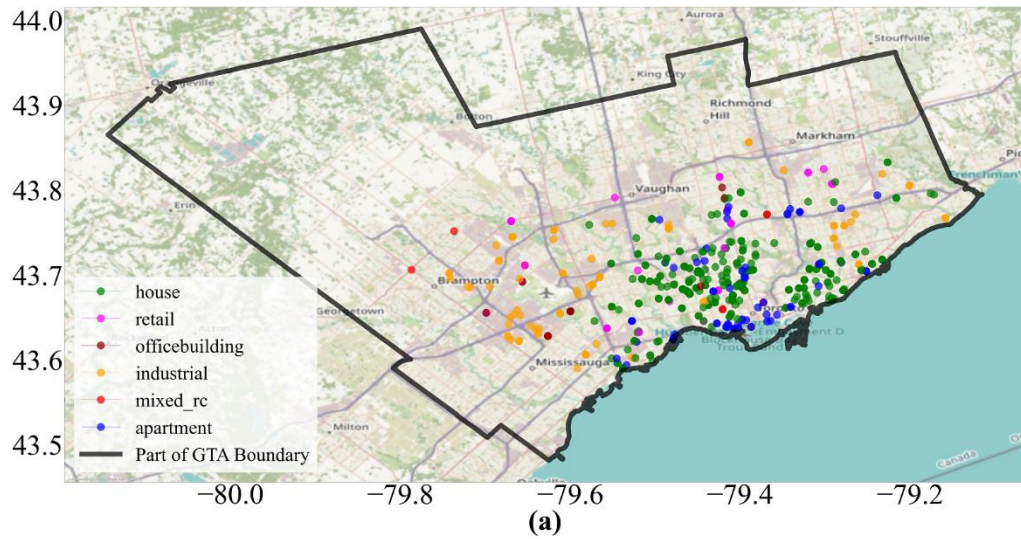 44.0
43.9
43.8
43.7
43.6
43.5
Aurora
Stouffville
King City
Orangeville
Bolton
Richmond
Hill
Markham
Vaughan
Erin
Brampton
Georgetown
Acton
Mississauga
Milton
Canada
house
retail
officebuilding
industrial
mixed_rc
apartment
Part of GTA Boundary
−80.0 −79.8 −79.6 −79.4 −79.2
(a)